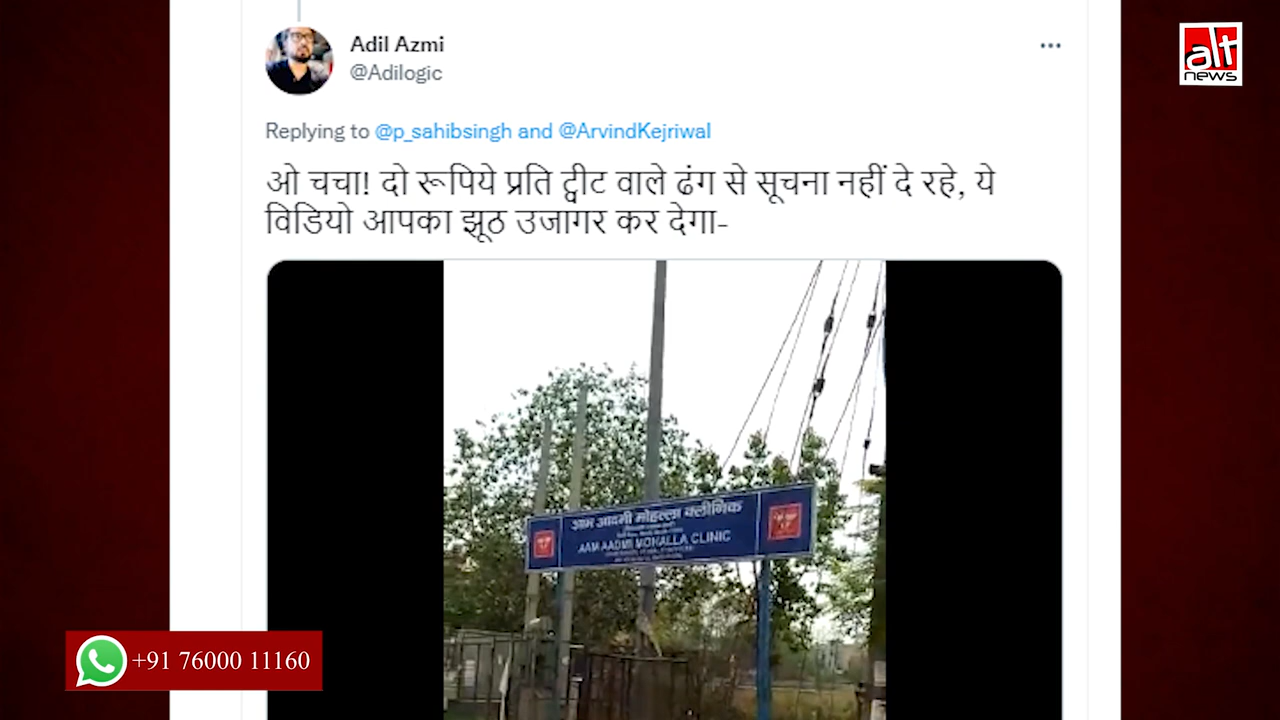 Adil Azmi
@Adilogic
Replying to @p_sahibsingh and @ArvindKejriwal
ओ चचा! दो रूपिये प्रति ट्वीट वाले ढंग से सूचना नहीं दे रहे, ये
विडियो आपका झूठ उजागर कर देगा-
आम आदमी मोहल्ला क्लीनिक
AAM AADMI MOHALLA CLINIC
alt
news
+91 76000 11160